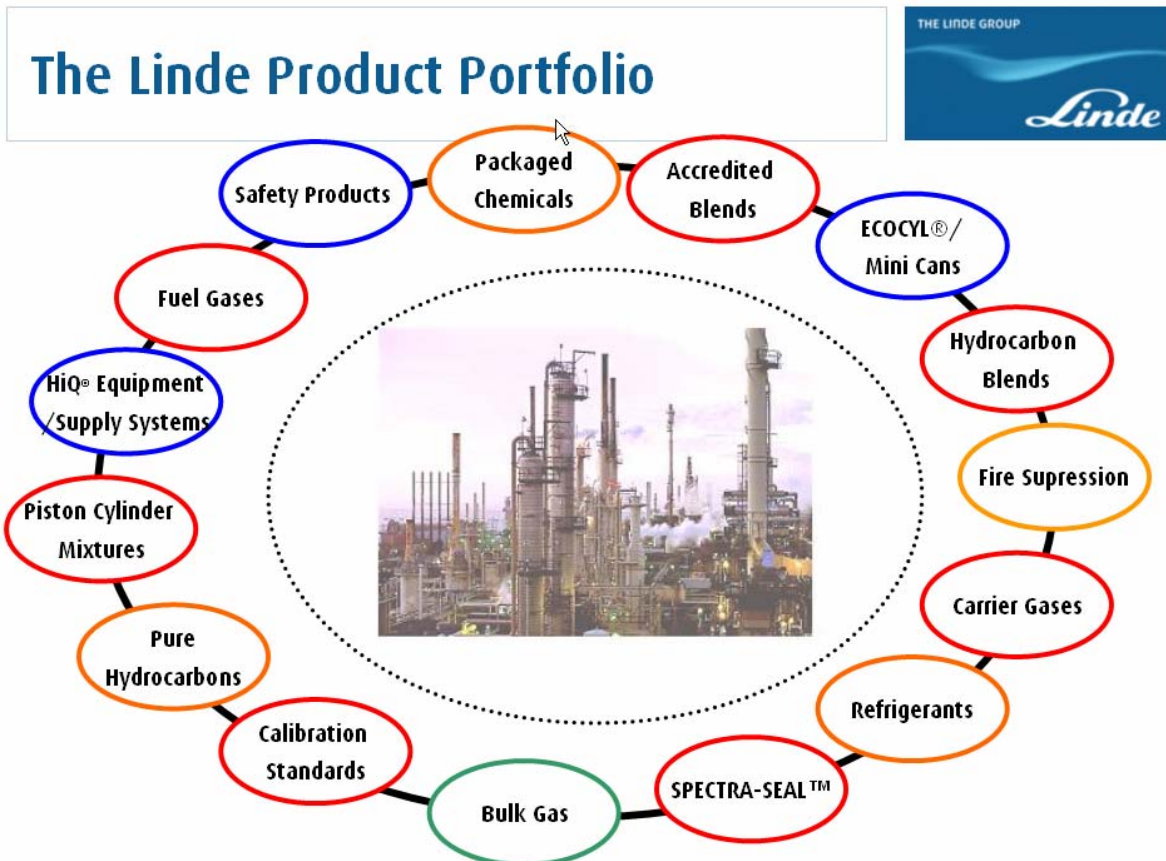 The Linde Product Portfolio
THE LINDE GROUP
Linde
Packaged
Chemicals
Accredited
Blends
ECOCYL®/
Mini Cans
Hydrocarbon
Blends
Fire Supression
Carrier Gases
Refrigerants
SPECTRA-SEAL™
Bulk Gas
Calibration
Standards
Pure
Hydrocarbons
Piston Cylinder
Mixtures
HiQ® Equipment
/Supply Systems
Fuel Gases
Safety Products